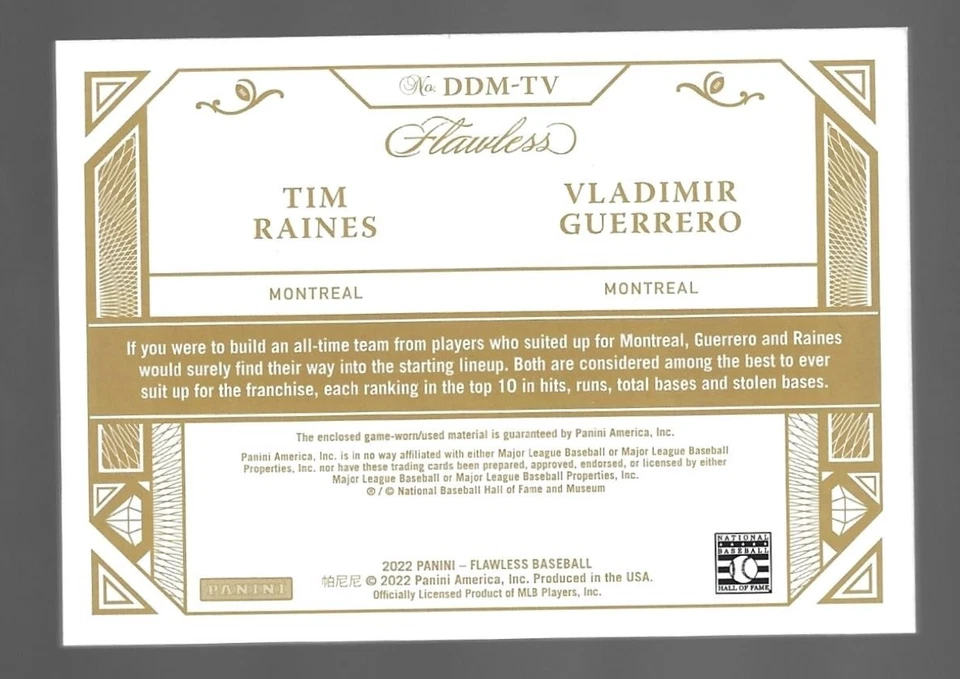 No. DDM-TV
Flawless
TIM
RAINES
VLADIMIR
GUERRERO
MONTREAL
MONTREAL
If you were to build an all-time team from players who suited up for Montreal, Guerrero and Raines
would surely find their way into the starting lineup. Both are considered among the best to ever
suit up for the franchise, each ranking in the top 10 in hits, runs, total bases and stolen bases.
The enclosed game-worn/used material is guaranteed by Panini America, Inc.
Panini America, Inc. is in no way affiliated with either Major League Baseball or Major League Baseball
Properties, Inc. nor have these trading cards been prepared, approved, endorsed, or licensed by either
Major League Baseball or Major League Baseball Properties, Inc.
® / © National Baseball Hall of Fame and Museum
2022 PANINI – FLAWLESS BASEBALL
帕尼尼 © 2022 Panini America, Inc. Produced in the USA.
Officially Licensed Product of MLB Players, Inc.
PANINI
NATIONAL
BASEBALL
HALL OF FAME